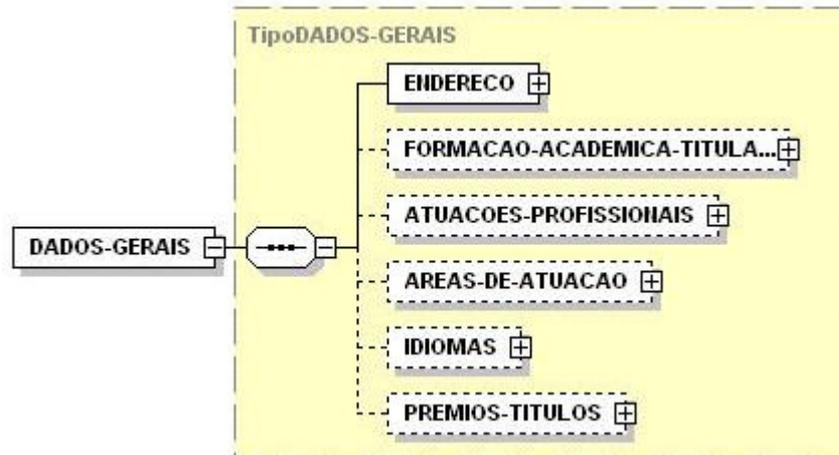 TipoDADOS-GERAIS
ENDERECO
FORMACAO-ACADEMICA-TITULA...
ATUACOES-PROFISSIONAIS
DADOS-GERAIS
AREAS-DE-ATUACAO
IDIOMAS
PREMIOS-TITULOS